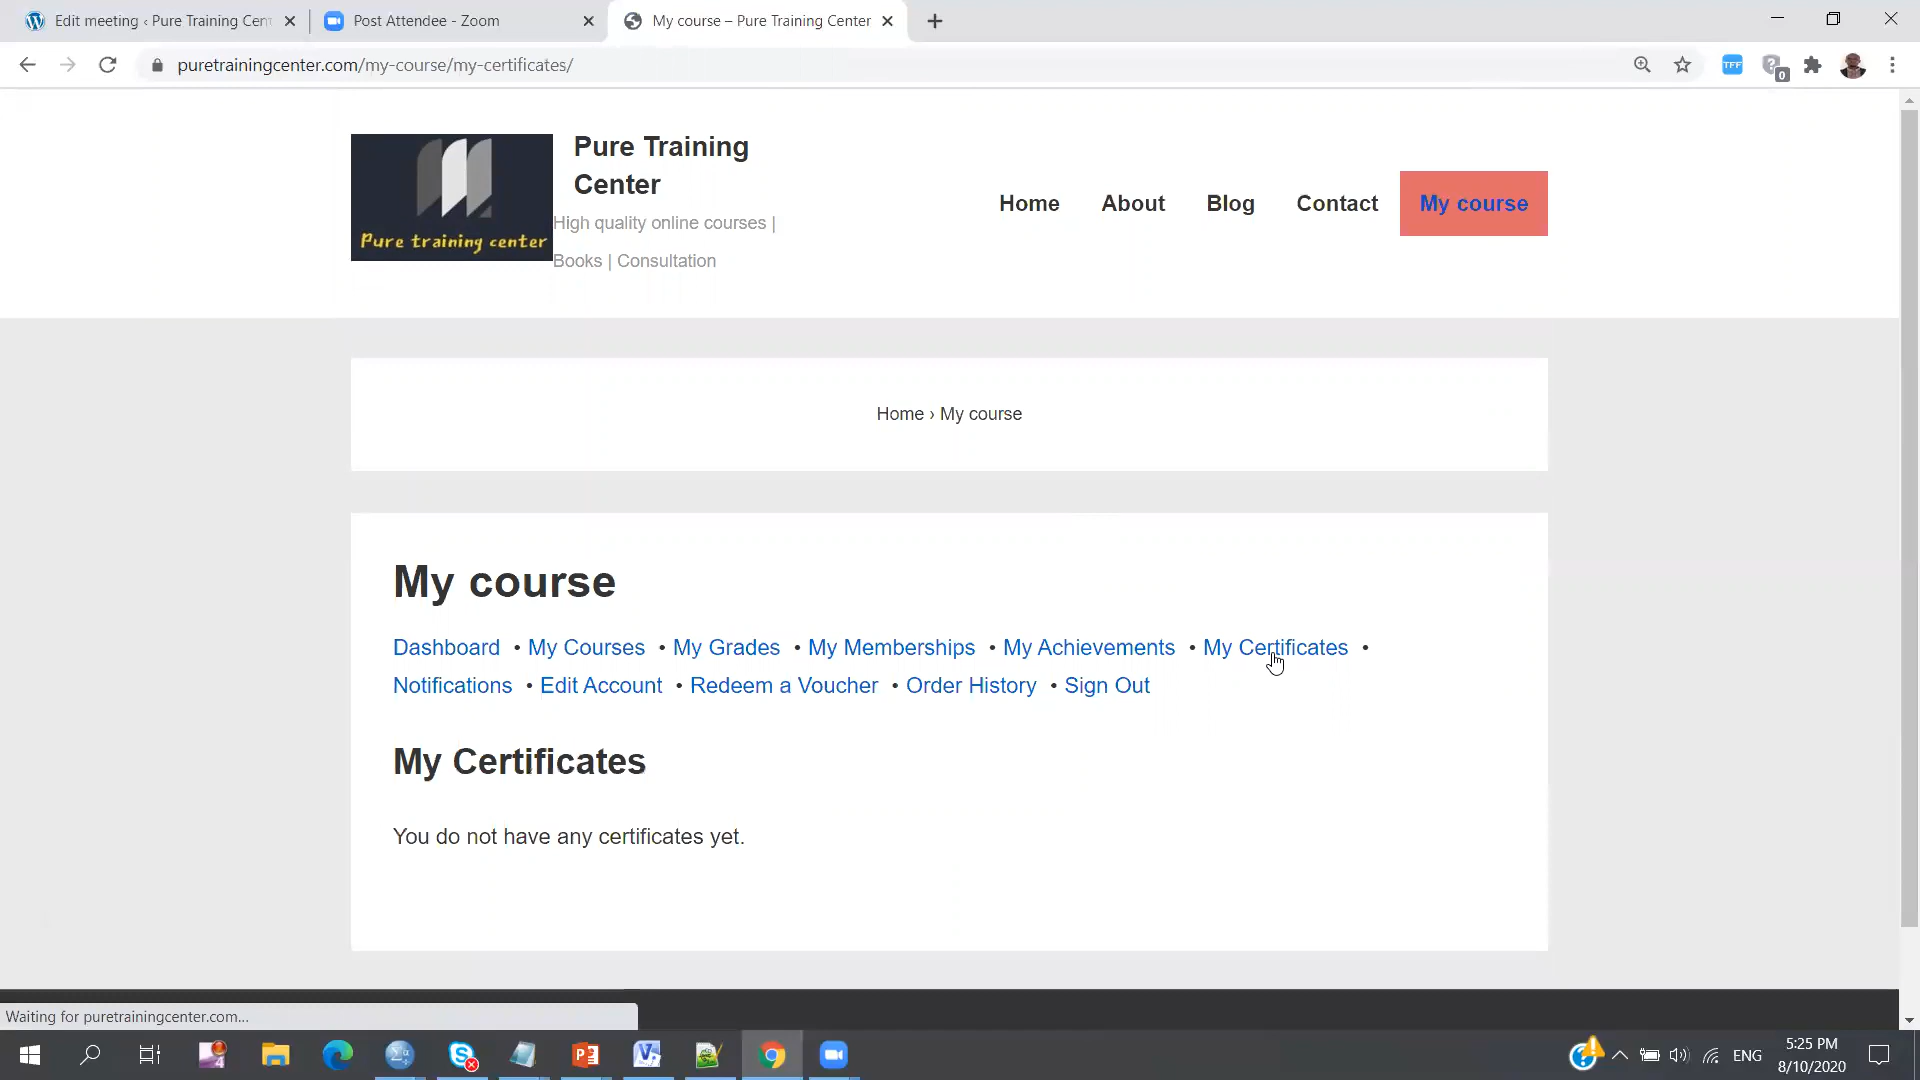 Edit meeting ‹ Pure Training Cen
Post Attendee - Zoom
My course – Pure Training Center
puretrainingcenter.com/my-course/my-certificates/
TFF
0
Pure training center
Pure Training
Center
High quality online courses |
Books | Consultation
Home
About
Blog
Contact
My course
Home › My course
My course
Dashboard • My Courses • My Grades • My Memberships • My Achievements • My Certificates •
Notifications • Edit Account • Redeem a Voucher • Order History • Sign Out
My Certificates
You do not have any certificates yet.
Waiting for puretrainingcenter.com...
ENG
5:25 PM
8/10/2020